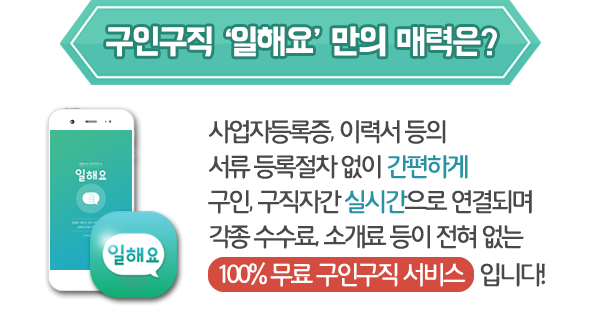 구인구직 ‘일해요’ 만의 매력은?
사업자등록증, 이력서 등의
서류 등록절차 없이 간편하게
구인, 구직자간 실시간으로 연결되며
각종 수수료, 소개료 등이 전혀 없는
100% 무료 구인구직 서비스 입니다!
일해요
일해요